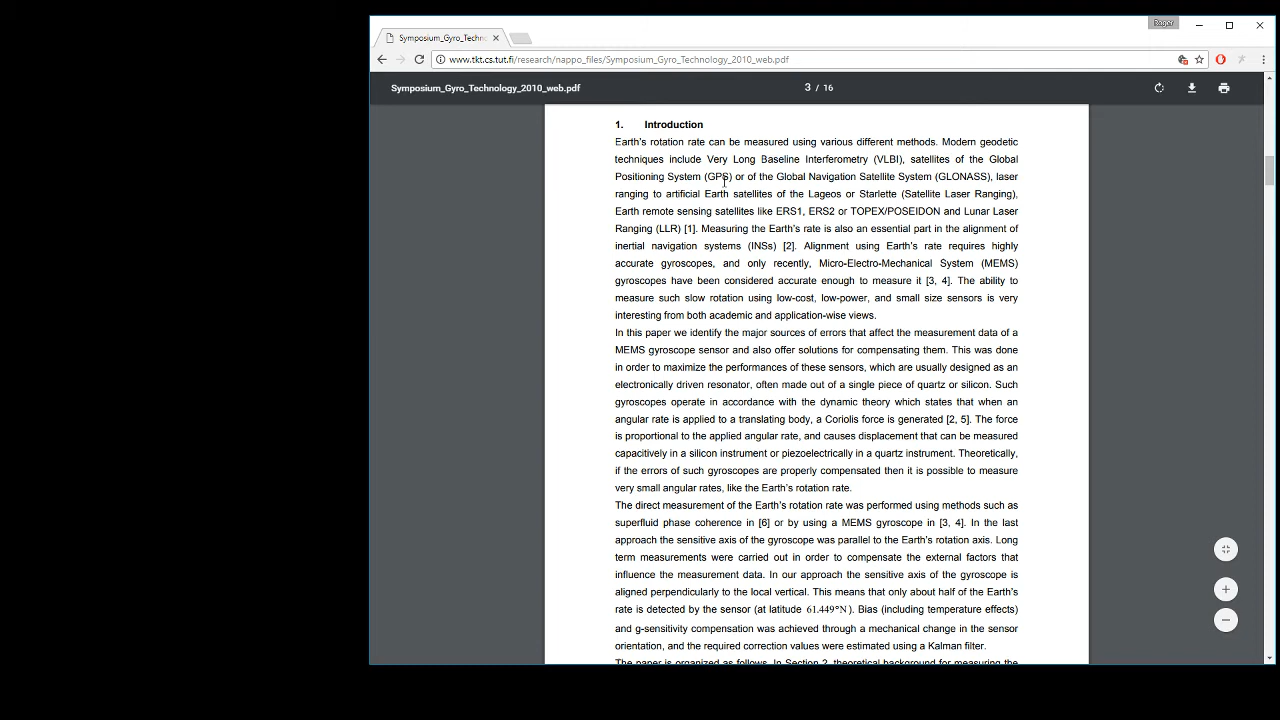 Roger
Symposium_Gyro_Techn
www.tkt.cs.tut.fi/research/nappo_files/Symposium_Gyro_Technology_2010_web.pdf
Symposium_Gyro_Technology_2010_web.pdf
3 / 16
1. Introduction
Earth's rotation rate can be measured using various different methods. Modern geodetic
techniques include Very Long Baseline Interferometry (VLBI), satellites of the Global
Positioning System (GPS) or of the Global Navigation Satellite System (GLONASS), laser
ranging to artificial Earth satellites of the Lageos or Starlette (Satellite Laser Ranging),
Earth remote sensing satellites like ERS1, ERS2 or TOPEX/POSEIDON and Lunar Laser
Ranging (LLR) [1]. Measuring the Earth's rate is also an essential part in the alignment of
inertial navigation systems (INSs) [2]. Alignment using Earth's rate requires highly
accurate gyroscopes, and only recently, Micro-Electro-Mechanical System (MEMS)
gyroscopes have been considered accurate enough to measure it [3, 4]. The ability to
measure such slow rotation using low-cost, low-power, and small size sensors is very
interesting from both academic and application-wise views.
In this paper we identify the major sources of errors that affect the measurement data of a
MEMS gyroscope sensor and also offer solutions for compensating them. This was done
in order to maximize the performances of these sensors, which are usually designed as an
electronically driven resonator, often made out of a single piece of quartz or silicon. Such
gyroscopes operate in accordance with the dynamic theory which states that when an
angular rate is applied to a translating body, a Coriolis force is generated [2, 5]. The force
is proportional to the applied angular rate, and causes displacement that can be measured
capacitively in a silicon instrument or piezoelectrically in a quartz instrument. Theoretically,
if the errors of such gyroscopes are properly compensated then it is possible to measure
very small angular rates, like the Earth's rotation rate.
The direct measurement of the Earth's rotation rate was performed using methods such as
superfluid phase coherence in [6] or by using a MEMS gyroscope in [3, 4]. In the last
approach the sensitive axis of the gyroscope was parallel to the Earth's rotation axis. Long
term measurements were carried out in order to compensate the external factors that
influence the measurement data. In our approach the sensitive axis of the gyroscope is
aligned perpendicularly to the local vertical. This means that only about half of the Earth's
rate is detected by the sensor (at latitude 61.449°N). Bias (including temperature effects)
and g-sensitivity compensation was achieved through a mechanical change in the sensor
orientation, and the required correction values were estimated using a Kalman filter.
The paper is organized as follows. In Section 2, theoretical background for measuring the